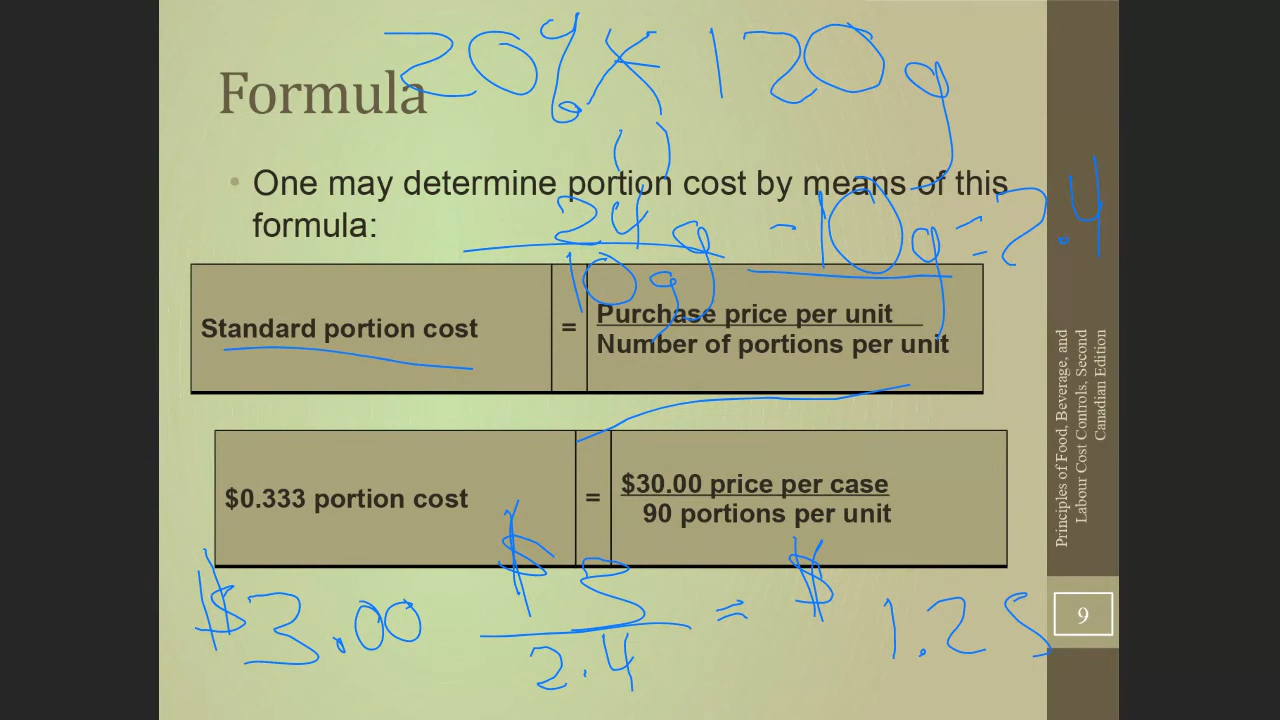 20% x 120g
Formula
• One may determine portion cost by means of this
formula:
24g
10g
- 10g = 2.4
Standard portion cost = Purchase price per unit
Number of portions per unit
$0.333 portion cost = $30.00 price per case
90 portions per unit
$3.00
2.4
= $ 1.25
Principles of Food, Beverage, and
Labour Cost Controls, Second
Canadian Edition
9